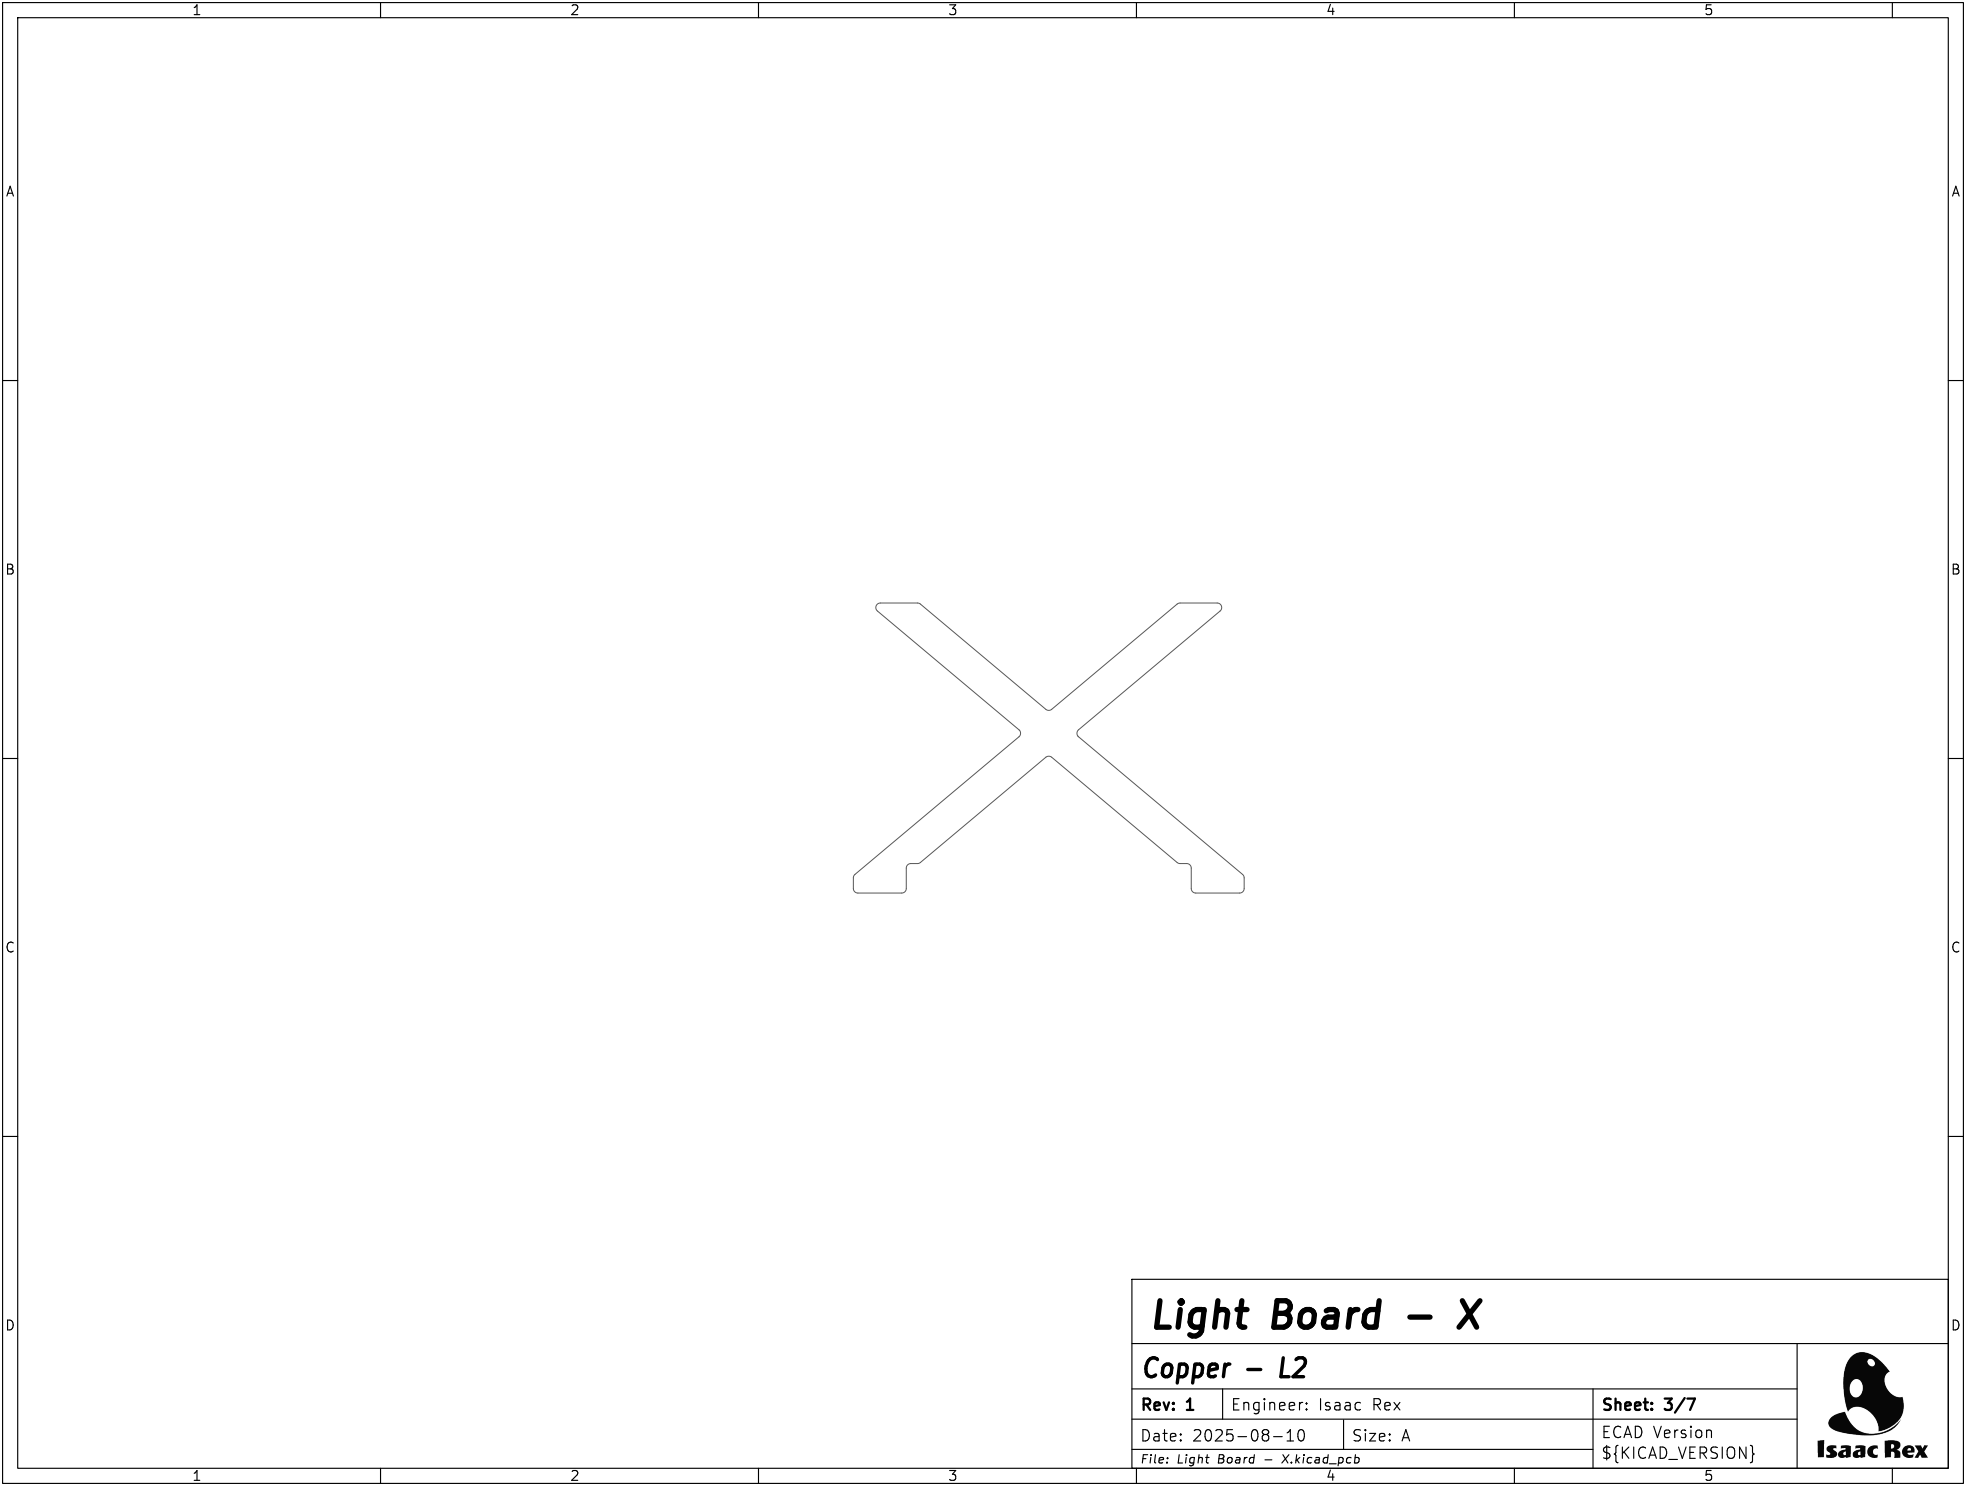 1 2 3 4 5
A A
B B
C C
D D
Light Board – X
Copper – L2
Rev: 1 Engineer: Isaac Rex Sheet: 3/7
Date: 2025–08–10 Size: A ECAD Version
${KICAD_VERSION}
File: Light Board – X.kicad_pcb
Isaac Rex
1 2 3 4 5